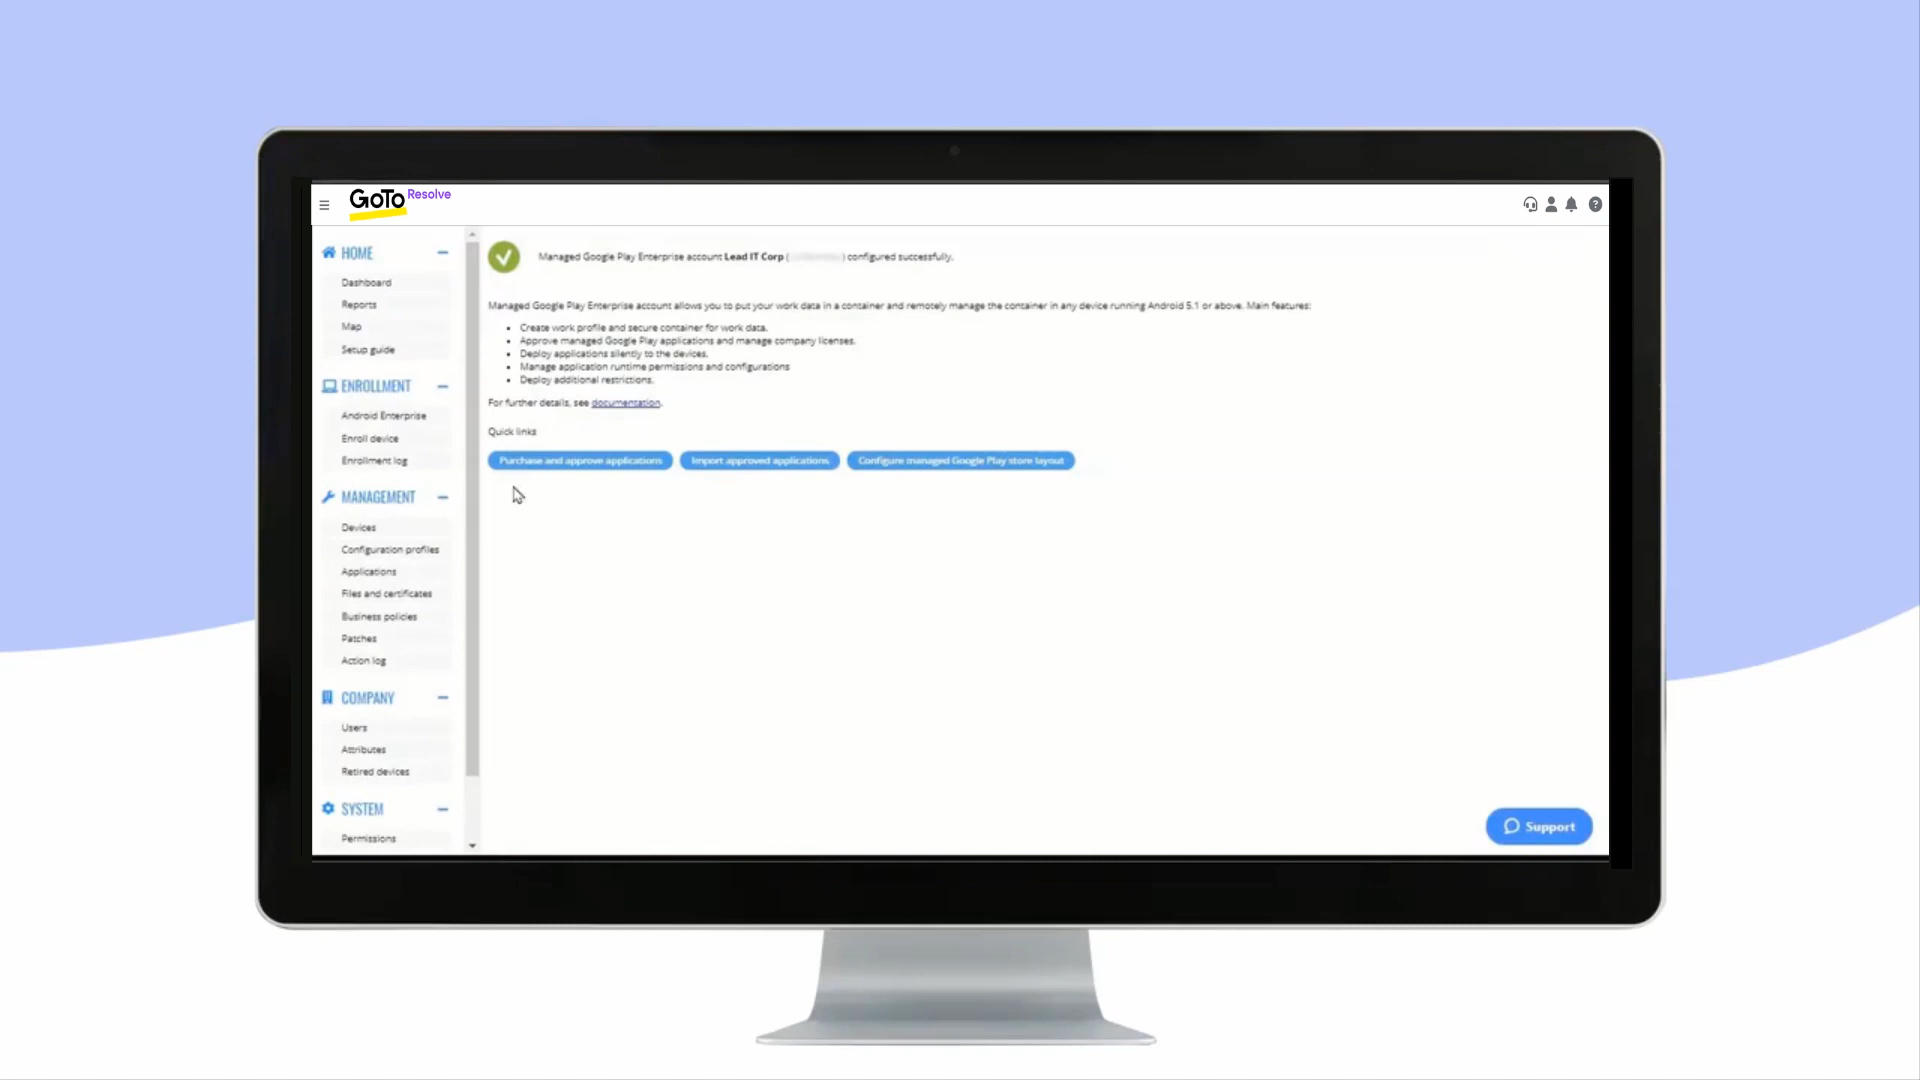 GoTo Resolve
HOME
Dashboard
Reports
Map
Setup guide
ENROLLMENT
Android Enterprise
Enroll device
Enrollment log
MANAGEMENT
Devices
Configuration profiles
Applications
Files and certificates
Business policies
Patches
Action log
COMPANY
Users
Attributes
Retired devices
SYSTEM
Permissions
Managed Google Play Enterprise account Lead IT Corp ( ) configured successfully.
Managed Google Play Enterprise account allows you to put your work data in a container and remotely manage the container in any device running Android 5.1 or above. Main features:
• Create work profile and secure container for work data.
• Approve managed Google Play applications and manage company licenses.
• Deploy applications silently to the devices.
• Manage application runtime permissions and configurations
• Deploy additional restrictions.
For further details, see documentation.
Quick links
Purchase and approve applications Import approved applications Configure managed Google Play store layout
Support